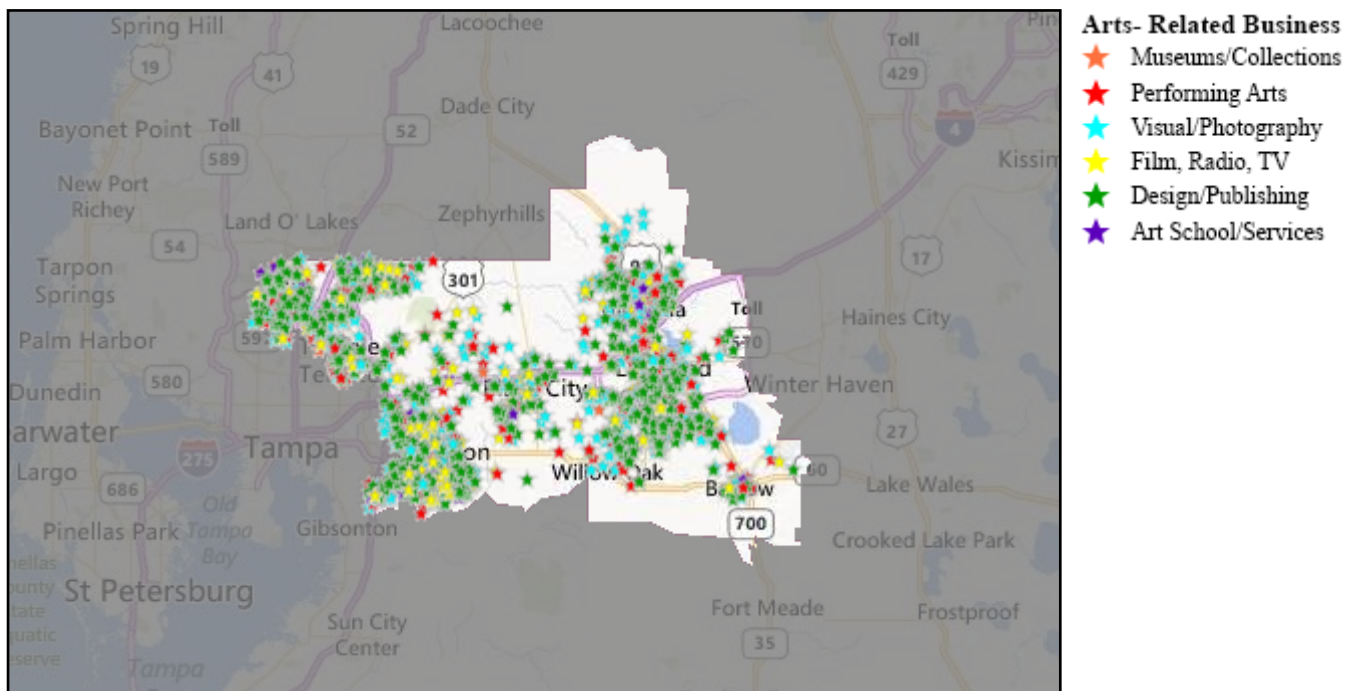 Spring Hill
Lacoochee
19
41
Toll
429
Dade City
Bayonet Point
Toll
589
52
4
New Port
Richey
Land O' Lakes
Zephyrhills
54
17
Tarpon
Springs
301
Toll
570
Haines City
Palm Harbor
580
City
Winter Haven
Dunedin
27
Tampa
275
Largo
Willow Oak
60
686
Lake Wales
Old
Tampa
Bay
Gibsonton
700
Pinellas Park
Crooked Lake Park
St Petersburg
Fort Meade
Frostproof
Sun City
Center
35
Tampa
Arts- Related Business
Museums/Collections
Performing Arts
Visual/Photography
Film, Radio, TV
Design/Publishing
Art School/Services